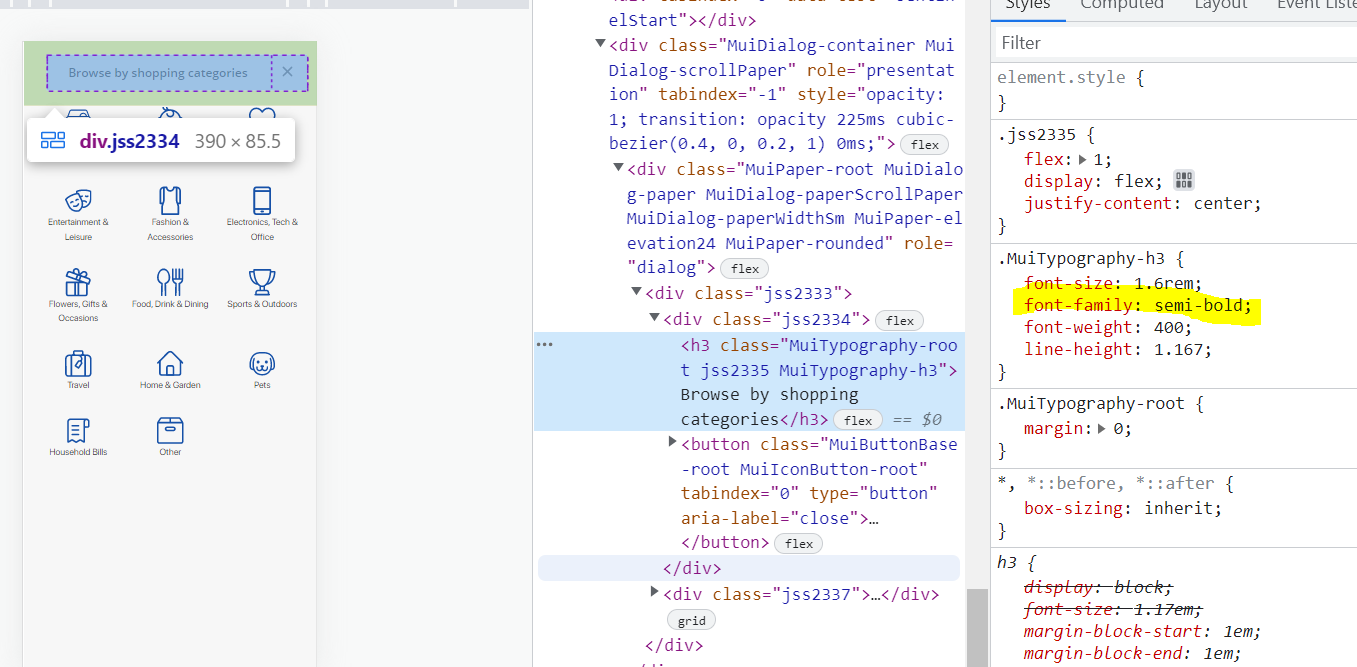 Browse by shopping categories ×
div.jss2334 390 × 85.5
Entertainment &
Leisure
Fashion &
Accessories
Electronics, Tech &
Office
Flowers, Gifts &
Occasions
Food, Drink & Dining
Sports & Outdoors
Travel
Home & Garden
Pets
Household Bills
Other
elStart"></div>
▼<div class="MuiDialog-container Mui
Dialog-scrollPaper" role="presentat
ion" tabindex="-1" style="opacity:
1; transition: opacity 225ms cubic-
bezier(0.4, 0, 0.2, 1) 0ms;"> flex
▼<div class="MuiPaper-root MuiDialo
g-paper MuiDialog-paperScrollPaper
MuiDialog-paperWidthSm MuiPaper-el
evation24 MuiPaper-rounded" role=
"dialog"> flex
▼<div class="jss2333">
▼<div class="jss2334"> flex
••• <h3 class="MuiTypography-roo
t jss2335 MuiTypography-h3">
Browse by shopping
categories</h3> flex == $0
▶<button class="MuiButtonBase
-root MuiIconButton-root"
tabindex="0" type="button"
aria-label="close">…
</button> flex
</div>
▶<div class="jss2337">…</div>
grid
</div>
Styles Computed Layout Event Liste
Filter
element.style {
}
.jss2335 {
flex:▶ 1;
display: flex;
justify-content: center;
}
.MuiTypography-h3 {
font-size: 1.6rem;
font-family: semi-bold;
font-weight: 400;
line-height: 1.167;
}
.MuiTypography-root {
margin:▶ 0;
}
*, *::before, *::after {
box-sizing: inherit;
}
h3 {
display: block;
font-size: 1.17em;
margin-block-start: 1em;
margin-block-end: 1em;